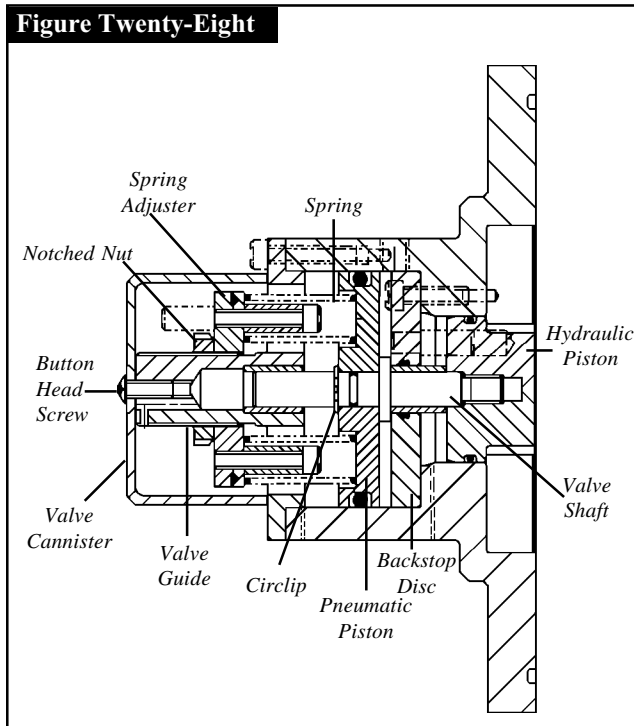 Figure Twenty-Eight
Spring
Adjuster
Spring
Notched Nut
Button
Head
Screw
Hydraulic
Piston
Valve
Cannister
Valve
Guide
Circlip
Pneumatic
Piston
Backstop
Disc
Valve
Shaft